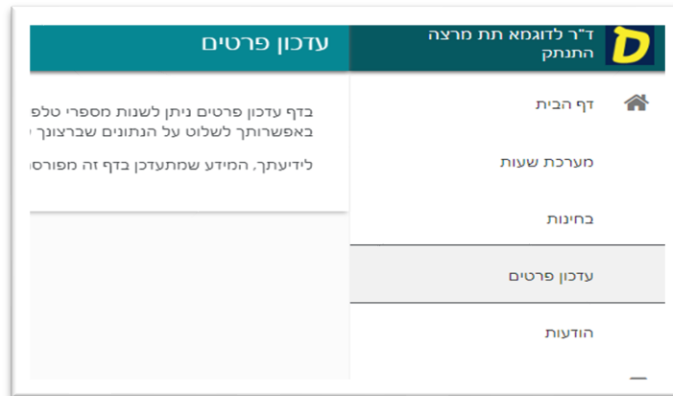 ד"ר לדוגמא תת מרצה
התנתק
דף הבית
מערכת שעות
בחינות
עדכון פרטים
הודעות
עדכון פרטים
בדף עדכון פרטים ניתן לשנות מספרי
באפשרותך לשלוט על הנתונים שברצונך
לידיעתך, המידע שמתעדכן בדף זה